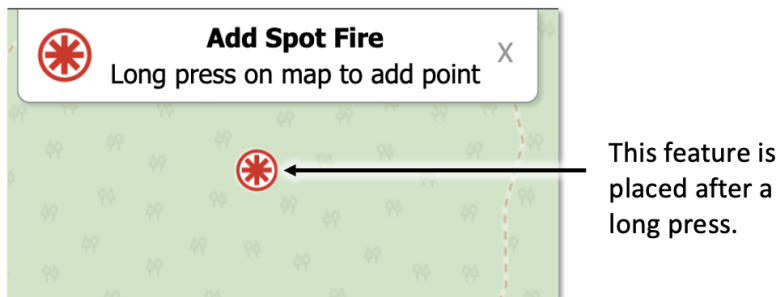 Add Spot Fire
Long press on map to add point
X
This feature is
placed after a
long press.